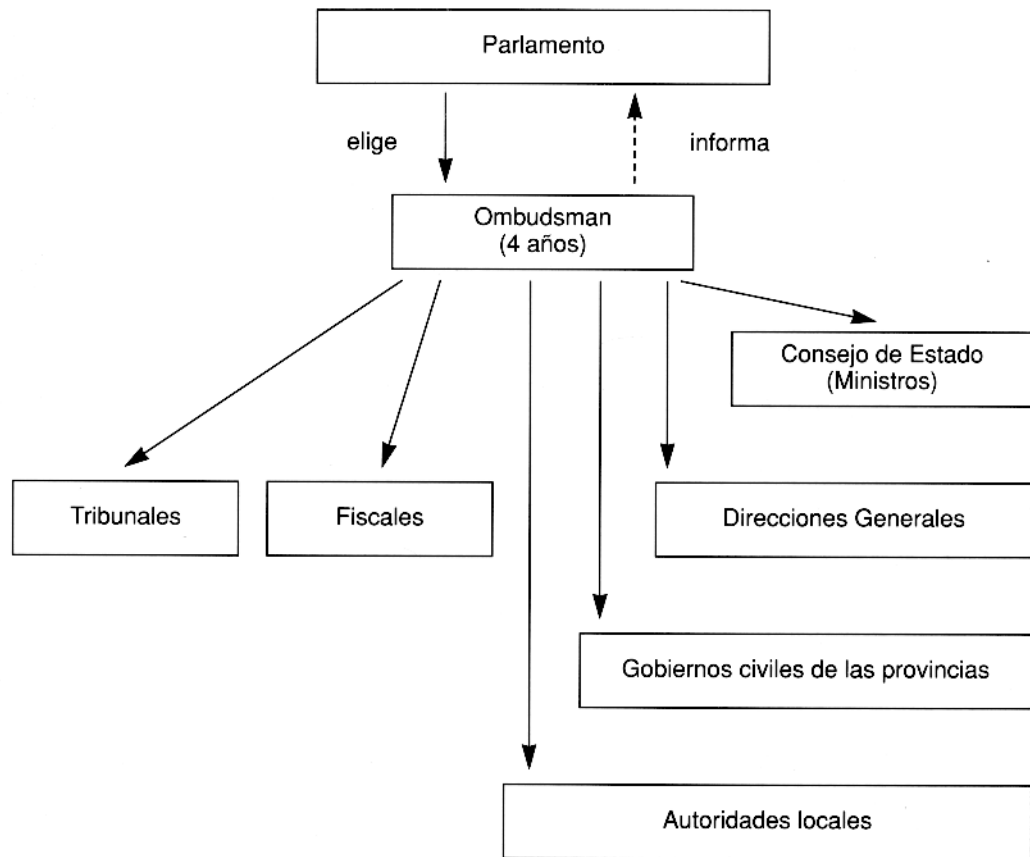 Parlamento
elige
informa
Ombudsman
(4 años)
Consejo de Estado
(Ministros)
Tribunales
Fiscales
Direcciones Generales
Gobiernos civiles de las provincias
Autoridades locales